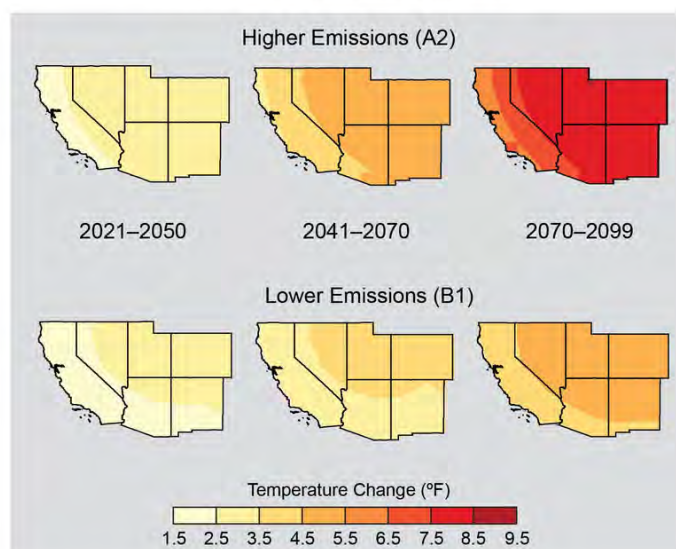 Higher Emissions (A2)
2021–2050 2041–2070 2070–2099
Lower Emissions (B1)
Temperature Change (ºF)
1.5 2.5 3.5 4.5 5.5 6.5 7.5 8.5 9.5